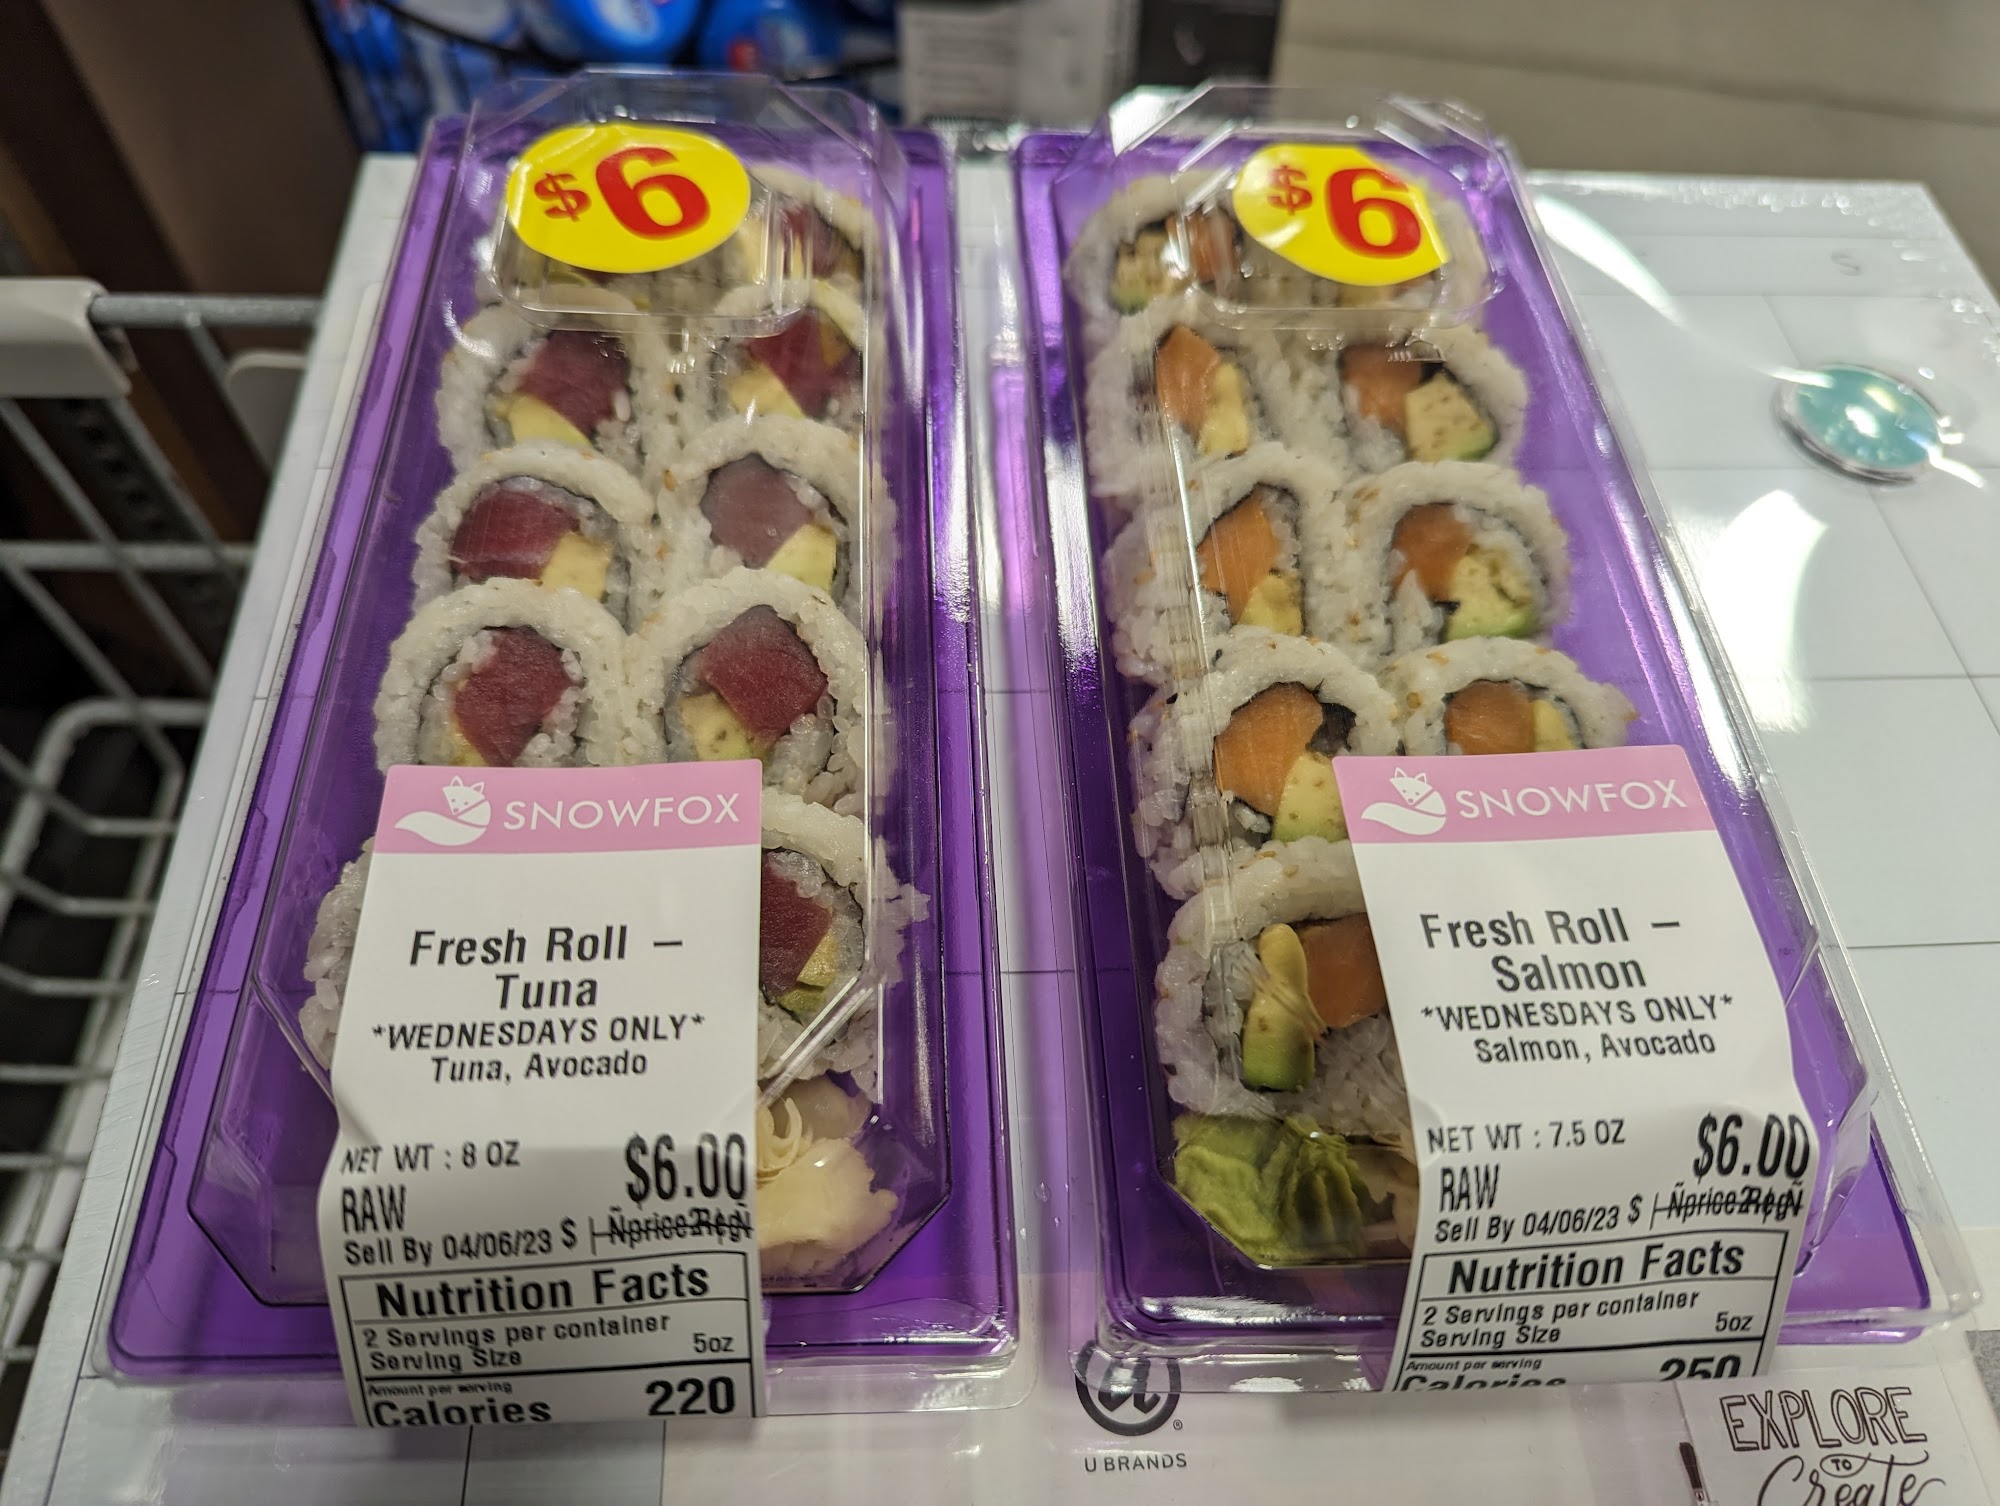 $6
SNOWFOX
Fresh Roll –
Tuna
*WEDNESDAYS ONLY*
Tuna, Avocado
NET WT : 8 OZ
$6.00
RAW
Sell By 04/06/23 $
Nutrition Facts
2 Servings per container
Serving Size 5oz
Amount per serving
Calories 220
$6
SNOWFOX
Fresh Roll –
Salmon
*WEDNESDAYS ONLY*
Salmon, Avocado
NET WT : 7.5 OZ
$6.00
RAW
Sell By 04/06/23 $
Nutrition Facts
2 Servings per container
Serving Size 5oz
Amount per serving
Calories 250
U BRANDS
EXPLORE
TO
Create
S